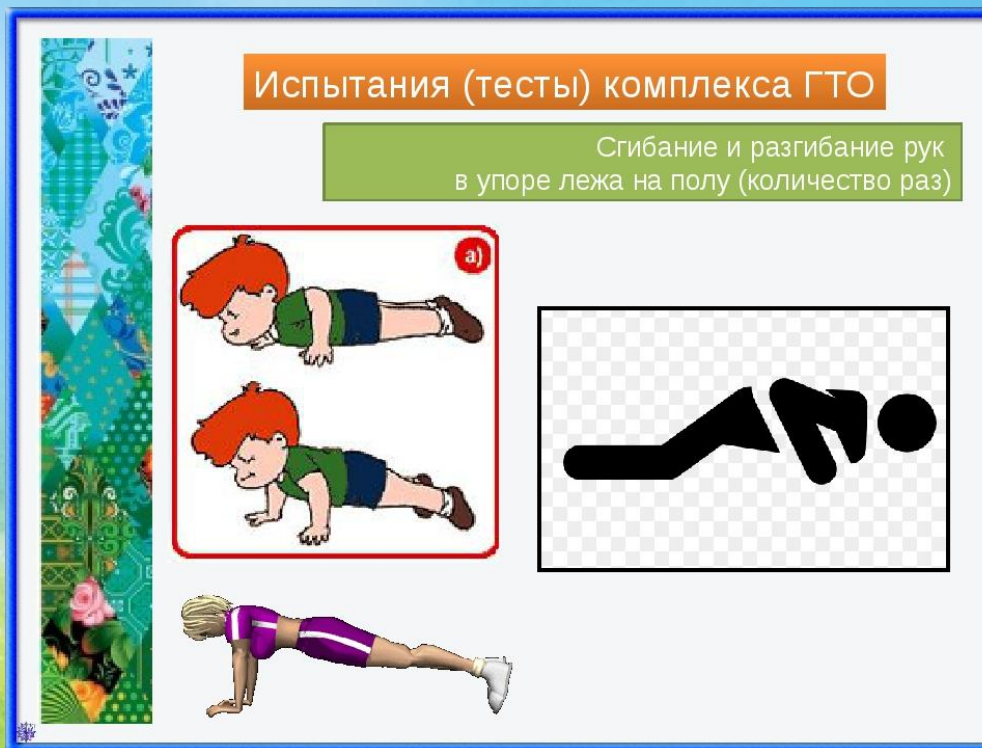 Испытания (тесты) комплекса ГТО
Сгибание и разгибание рук
в упоре лежа на полу (количество раз)
а)